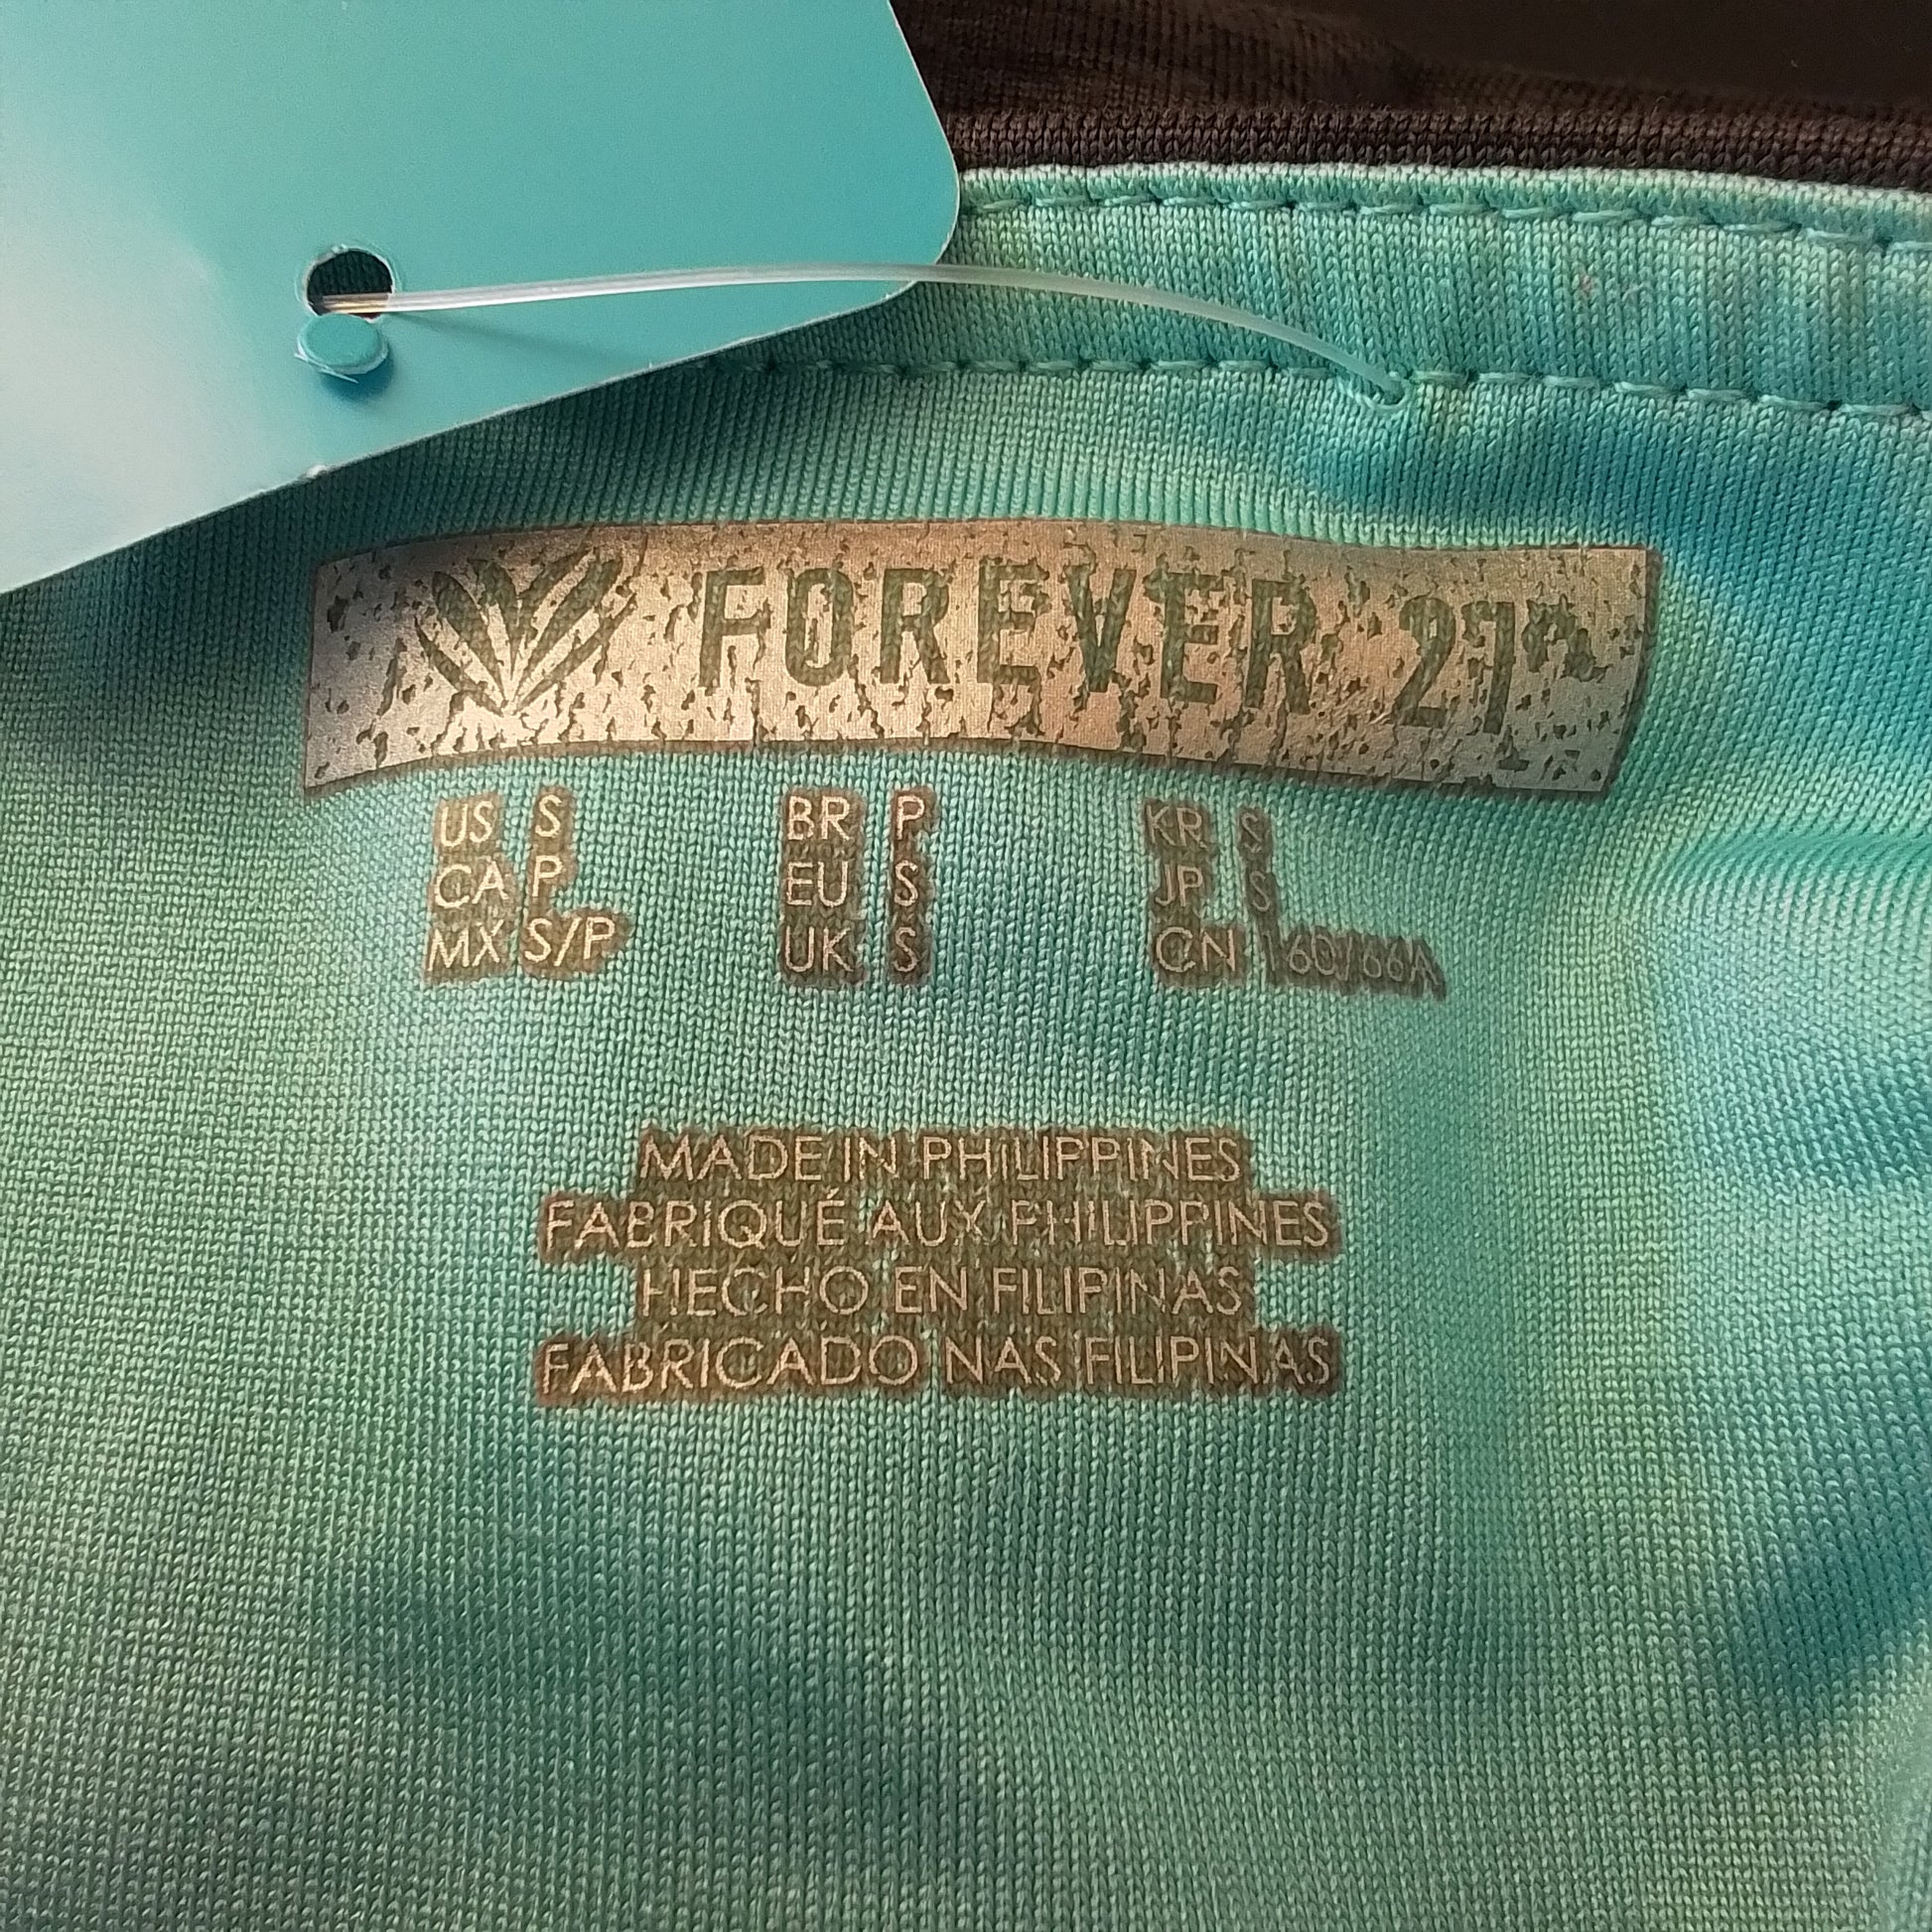 FOREVER 21®
US S BR P KR S
CA P EU S JP S
MX S/P UK S CN 160/66A
MADE IN PHILIPPINES
FABRIQUÉ AUX PHILIPPINES
HECHO EN FILIPINAS
FABRICADO NAS FILIPINAS